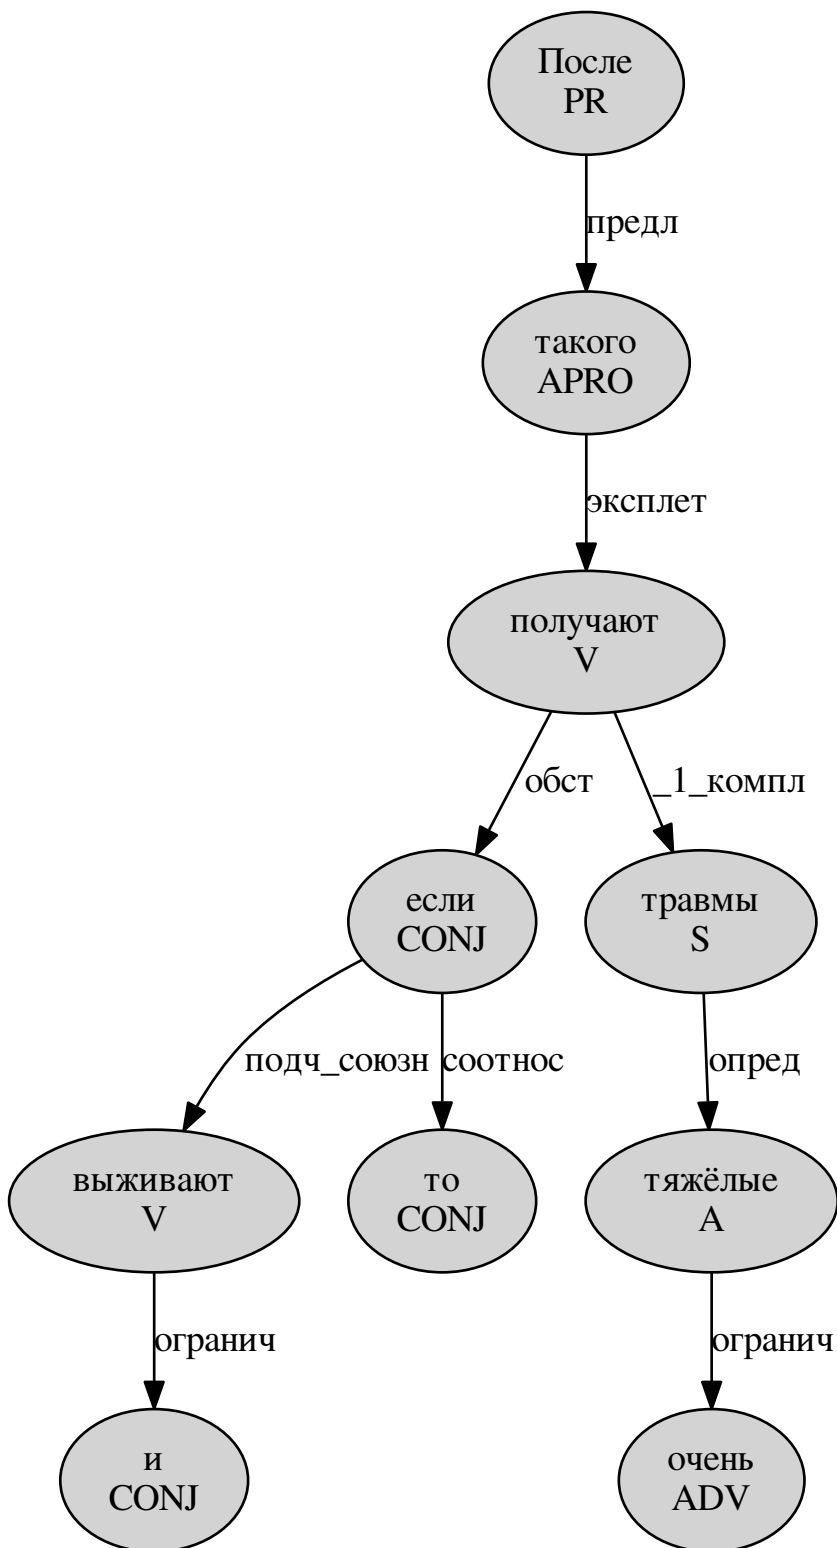 После
PR
предл
такого
APRO
эксплет
получают
V
обст
_1_компл
если
CONJ
травмы
S
подч_союзн
соотнос
опред
выживают
V
то
CONJ
тяжёлые
A
огранич
огранич
и
CONJ
очень
ADV